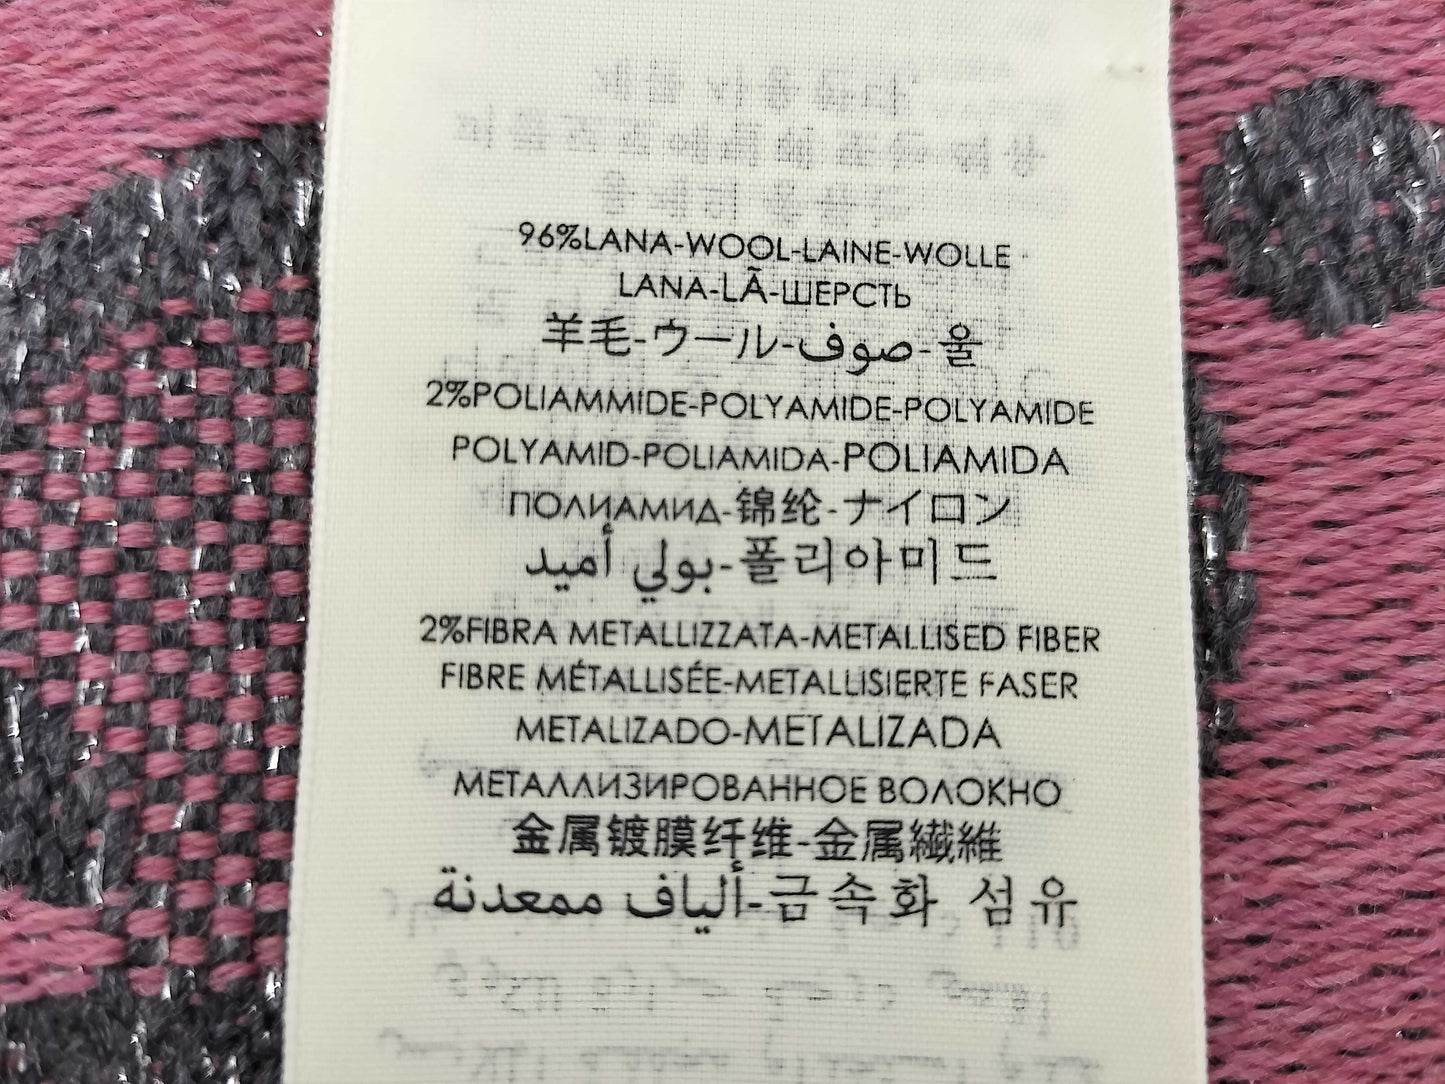 96%LANA-WOOL-LAINE-WOLLE
LANA-LÃ-ШЕРСТЬ
羊毛-ウール-صوف-울
2%POLIAMMIDE-POLYAMIDE-POLYAMIDE
POLYAMID-POLIAMIDA-POLIAMIDA
ПОЛИАМИД-锦纶-ナイロン
بولي أميد-폴리아미드
2%FIBRA METALLIZZATA-METALLISED FIBER
FIBRE MÉTALLISÉE-METALLISIERTE FASER
METALIZADO-METALIZADA
МЕТАЛЛИЗИРОВАННОЕ ВОЛОКНО
金属镀膜纤维-金属繊維
ألياف ممعدنة-금속화 섬유